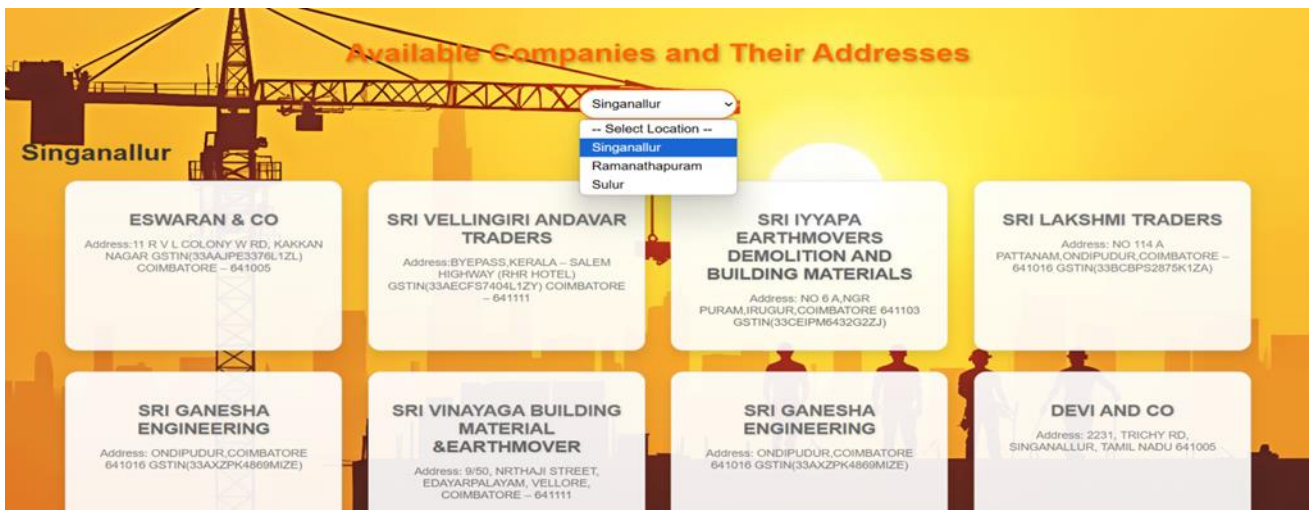 Available Companies and Their Addresses
Singanallur
-- Select Location --
Singanallur
Ramanathapuram
Sulur
Singanallur
ESWARAN & CO
Address:11 R V L COLONY W RD, KAKKAN
NAGAR GSTIN(33AAJPE3376L1ZL)
COIMBATORE – 641005
SRI VELLINGIRI ANDAVAR
TRADERS
Address:BYEPASS,KERALA – SALEM
HIGHWAY (RHR HOTEL)
GSTIN(33AECFS7404L1ZY) COIMBATORE
– 641111
SRI IYYAPA
EARTHMOVERS
DEMOLITION AND
BUILDING MATERIALS
Address: NO 6 A,NGR
PURAM,IRUGUR,COIMBATORE 641103
GSTIN(33CEIPM6432G2ZJ)
SRI LAKSHMI TRADERS
Address: NO 114 A
PATTANAM,ONDIPUDUR,COIMBATORE –
641016 GSTIN(33BCBPS2875K1ZA)
SRI GANESHA
ENGINEERING
Address: ONDIPUDUR,COIMBATORE
641016 GSTIN(33AXZPK4869MIZE)
SRI VINAYAGA BUILDING
MATERIAL
&EARTHMOVER
Address: 9/50, NRTHAJI STREET,
EDAYARPALAYAM, VELLORE,
COIMBATORE – 641111
SRI GANESHA
ENGINEERING
Address: ONDIPUDUR,COIMBATORE
641016 GSTIN(33AXZPK4869MIZE)
DEVI AND CO
Address: 2231, TRICHY RD,
SINGANALLUR, TAMIL NADU 641005